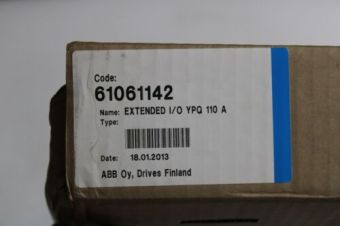 Code:
61061142
Name: EXTENDED I/O YPQ 110 A
Type:
Date: 18.01.2013
ABB Oy, Drives Finland